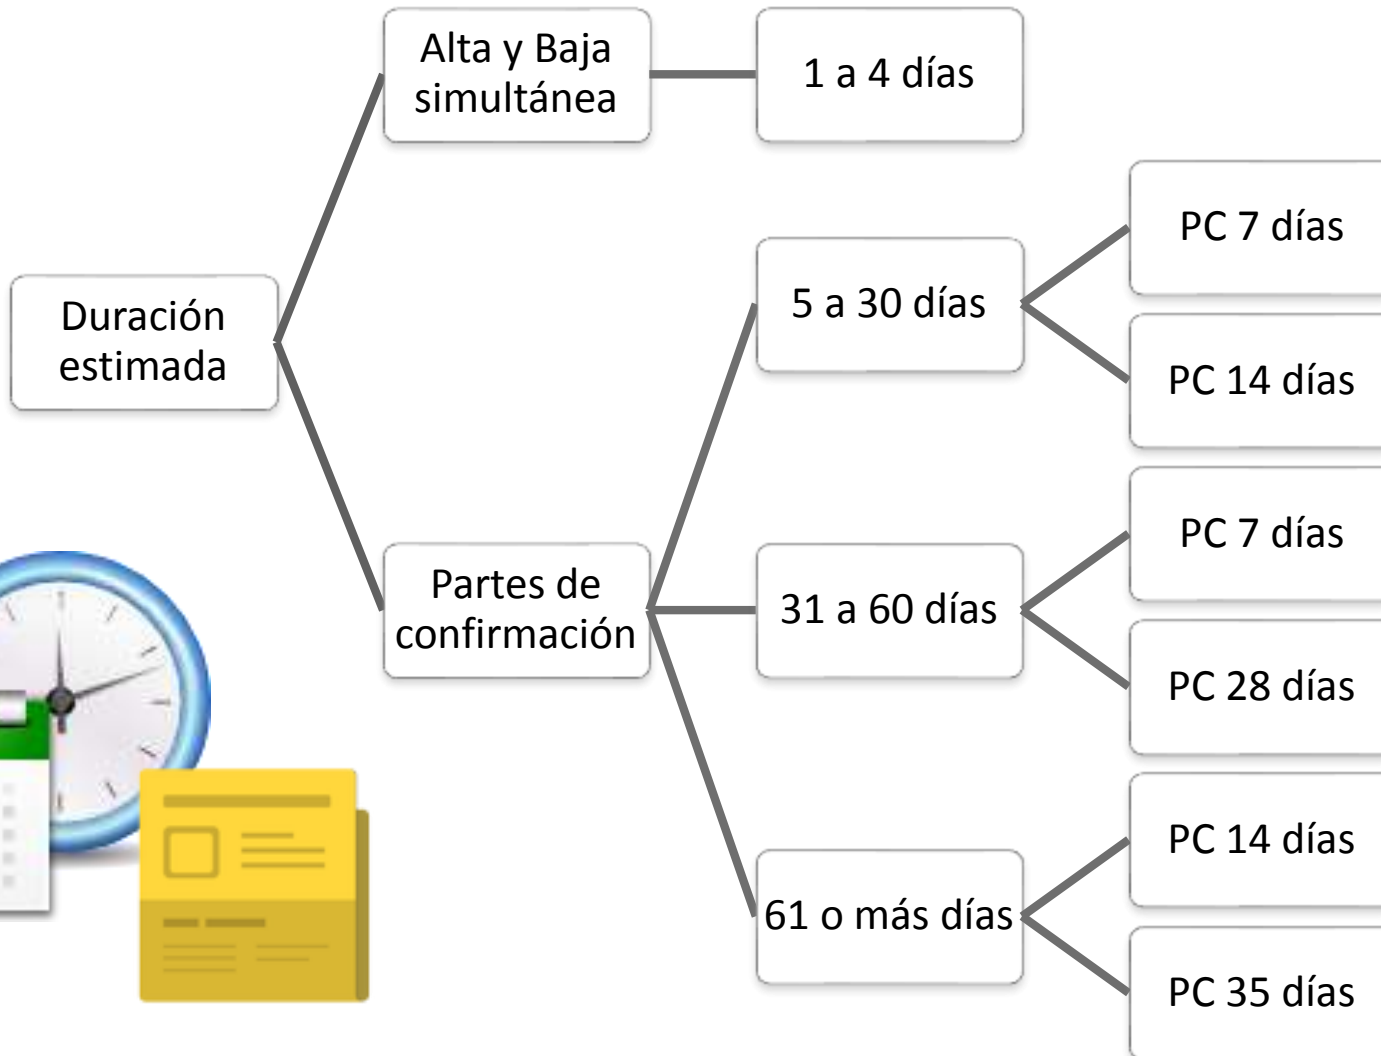 Alta y Baja
simultánea
1 a 4 días
Duración
estimada
Partes de
confirmación
5 a 30 días
PC 7 días
PC 14 días
31 a 60 días
PC 7 días
PC 28 días
61 o más días
PC 14 días
PC 35 días